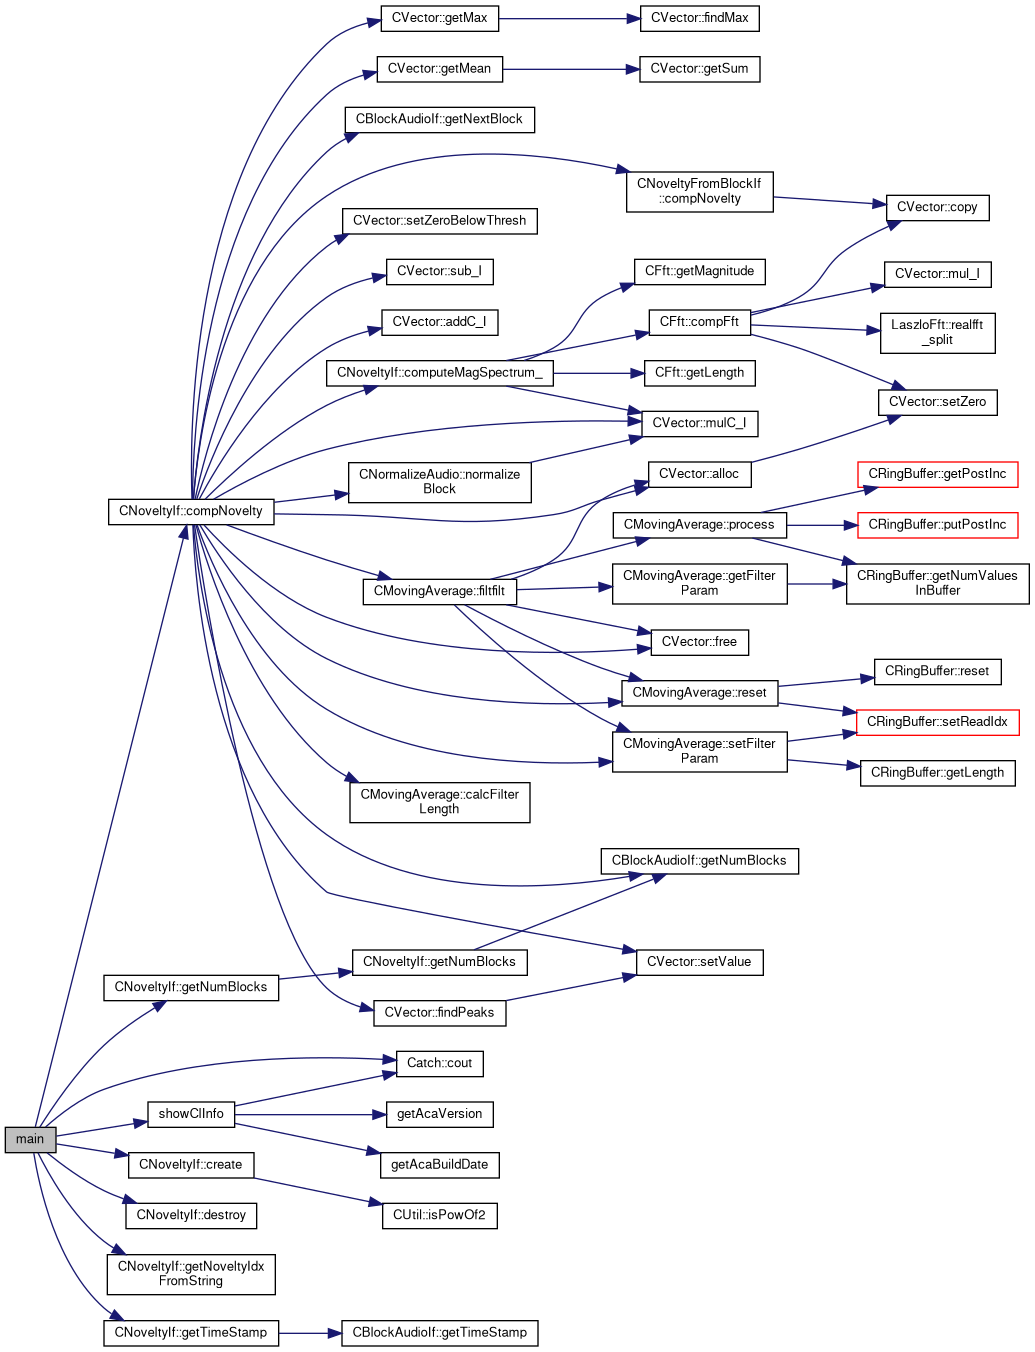 CVector::getMax
CVector::findMax
CVector::getMean
CVector::getSum
CBlockAudioIf::getNextBlock
CNoveltyFromBlockIf
::compNovelty
CVector::copy
CVector::setZeroBelowThresh
CVector::sub_I
CFft::getMagnitude
CVector::mul_I
CVector::addC_I
CFft::compFft
LaszloFft::realfft
_split
CNoveltyIf::computeMagSpectrum_
CFft::getLength
CVector::setZero
CVector::mulC_I
CNormalizeAudio::normalize
Block
CVector::alloc
CRingBuffer::getPostInc
CNoveltyIf::compNovelty
CMovingAverage::process
CRingBuffer::putPostInc
CMovingAverage::filtfilt
CMovingAverage::getFilter
Param
CRingBuffer::getNumValues
InBuffer
CVector::free
CMovingAverage::reset
CRingBuffer::reset
CRingBuffer::setReadIdx
CMovingAverage::setFilter
Param
CRingBuffer::getLength
CMovingAverage::calcFilter
Length
CBlockAudioIf::getNumBlocks
CNoveltyIf::getNumBlocks
CVector::setValue
CNoveltyIf::getNumBlocks
CVector::findPeaks
Catch::cout
showClInfo
getAcaVersion
main
CNoveltyIf::create
getAcaBuildDate
CNoveltyIf::destroy
CUtil::isPowOf2
CNoveltyIf::getNoveltyIdx
FromString
CNoveltyIf::getTimeStamp
CBlockAudioIf::getTimeStamp